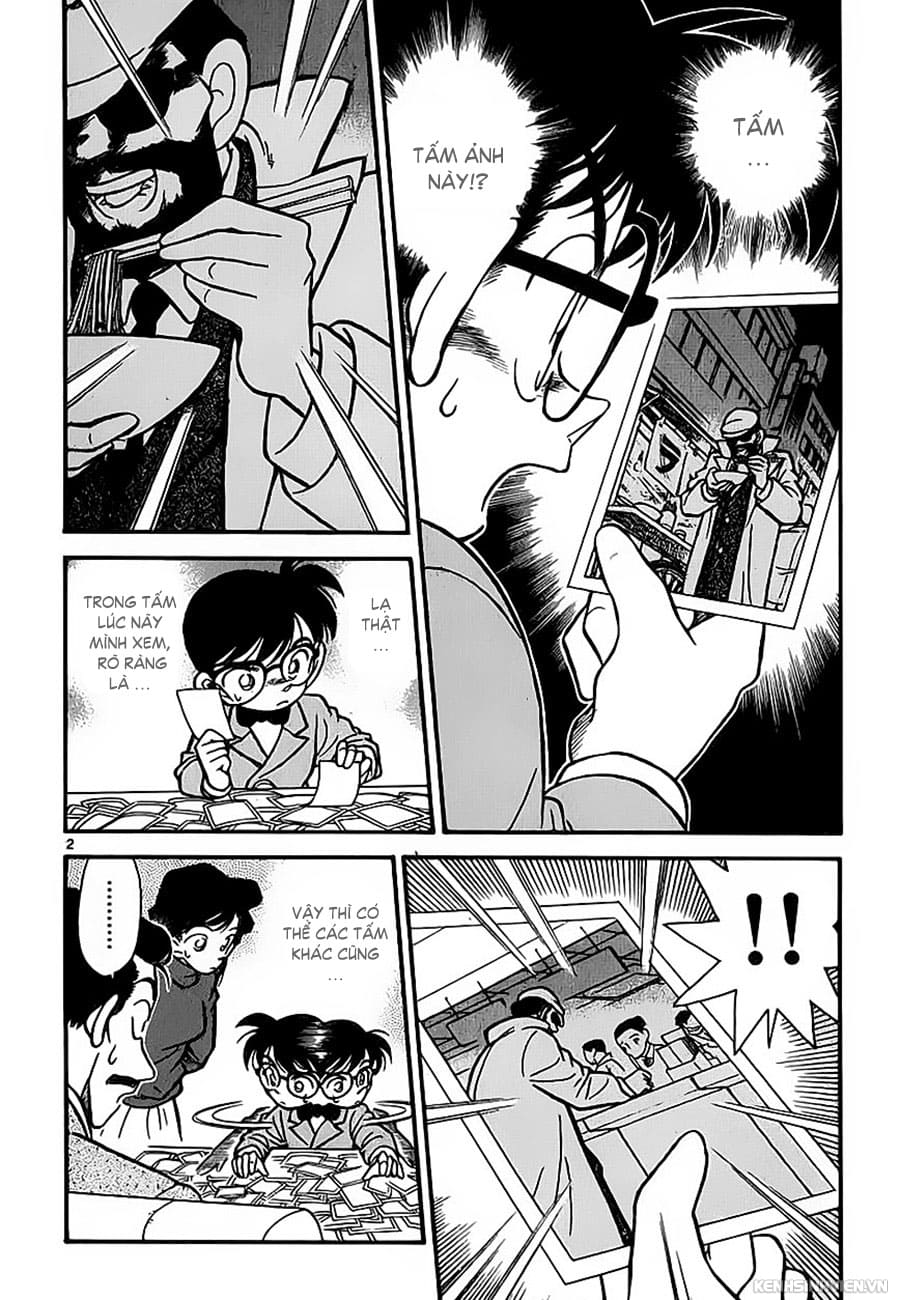 TẤM
...
TẤM ẢNH
NÀY!?
LẠ
THẬT
...
TRONG TẤM
LÚC NÃY
MÌNH XEM,
RÕ RÀNG
LÀ ...
2
!!
VẬY THÌ CÓ
THỂ CÁC TẤM
KHÁC CŨNG
...
.........
KENHSINHVIEN.VN